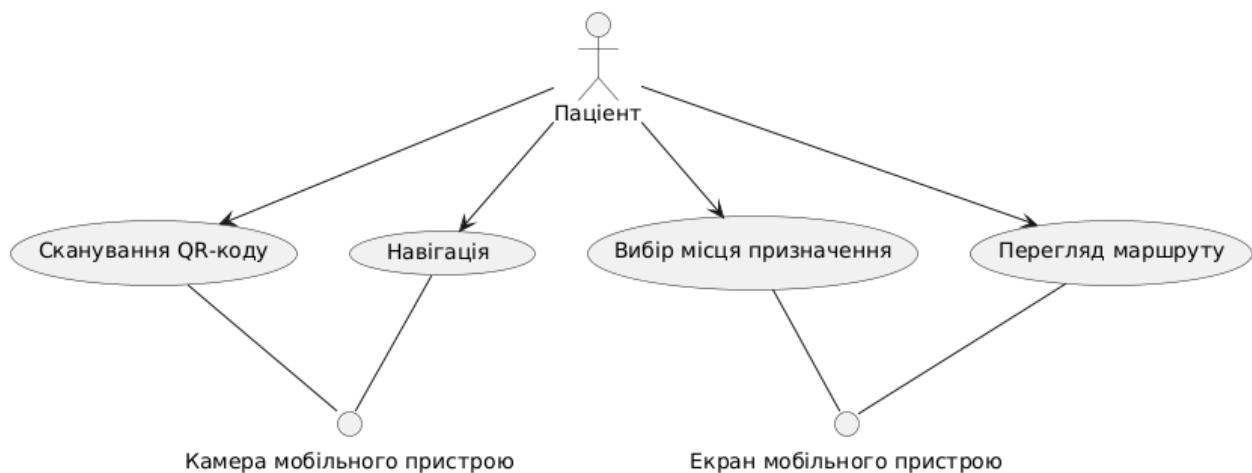 Пацієнт
Сканування QR-коду
Навігація
Вибір місця призначення
Перегляд маршруту
Камера мобільного пристрою
Екран мобільного пристрою